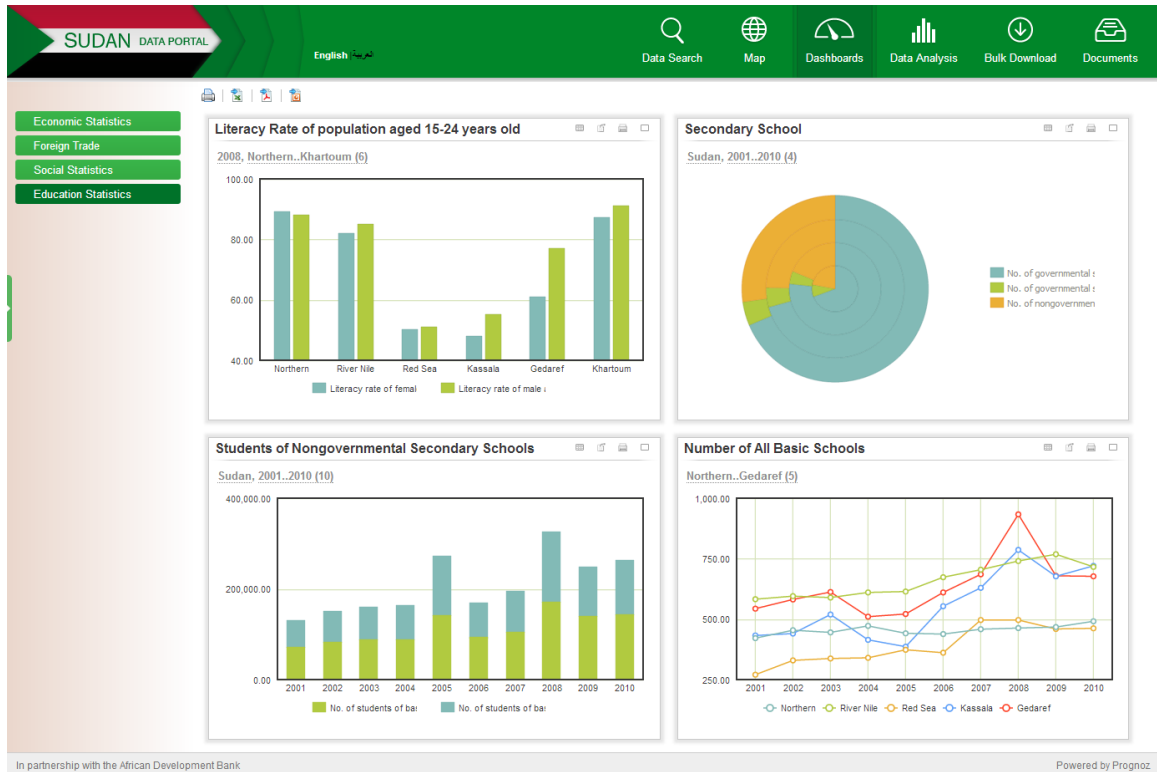 SUDAN DATA PORTAL
English | العربية
Data Search
Map
Dashboards
Data Analysis
Bulk Download
Documents
Economic Statistics
Foreign Trade
Social Statistics
Education Statistics
Literacy Rate of population aged 15-24 years old
2008, Northern..Khartoum (6)
100.00
80.00
60.00
40.00
Northern River Nile Red Sea Kassala Gedaref Khartoum
Literacy rate of femal Literacy rate of male a
Secondary School
Sudan, 2001..2010 (4)
No. of governmental s
No. of governmental s
No. of nongovernmen
Students of Nongovernmental Secondary Schools
Sudan, 2001..2010 (10)
400,000.00
200,000.00
0.00
2001 2002 2003 2004 2005 2006 2007 2008 2009 2010
No. of students of bas No. of students of bas
Number of All Basic Schools
Northern..Gedaref (5)
1,000.00
750.00
500.00
250.00
2001 2002 2003 2004 2005 2006 2007 2008 2009 2010
Northern River Nile Red Sea Kassala Gedaref
In partnership with the African Development Bank
Powered by Prognoz